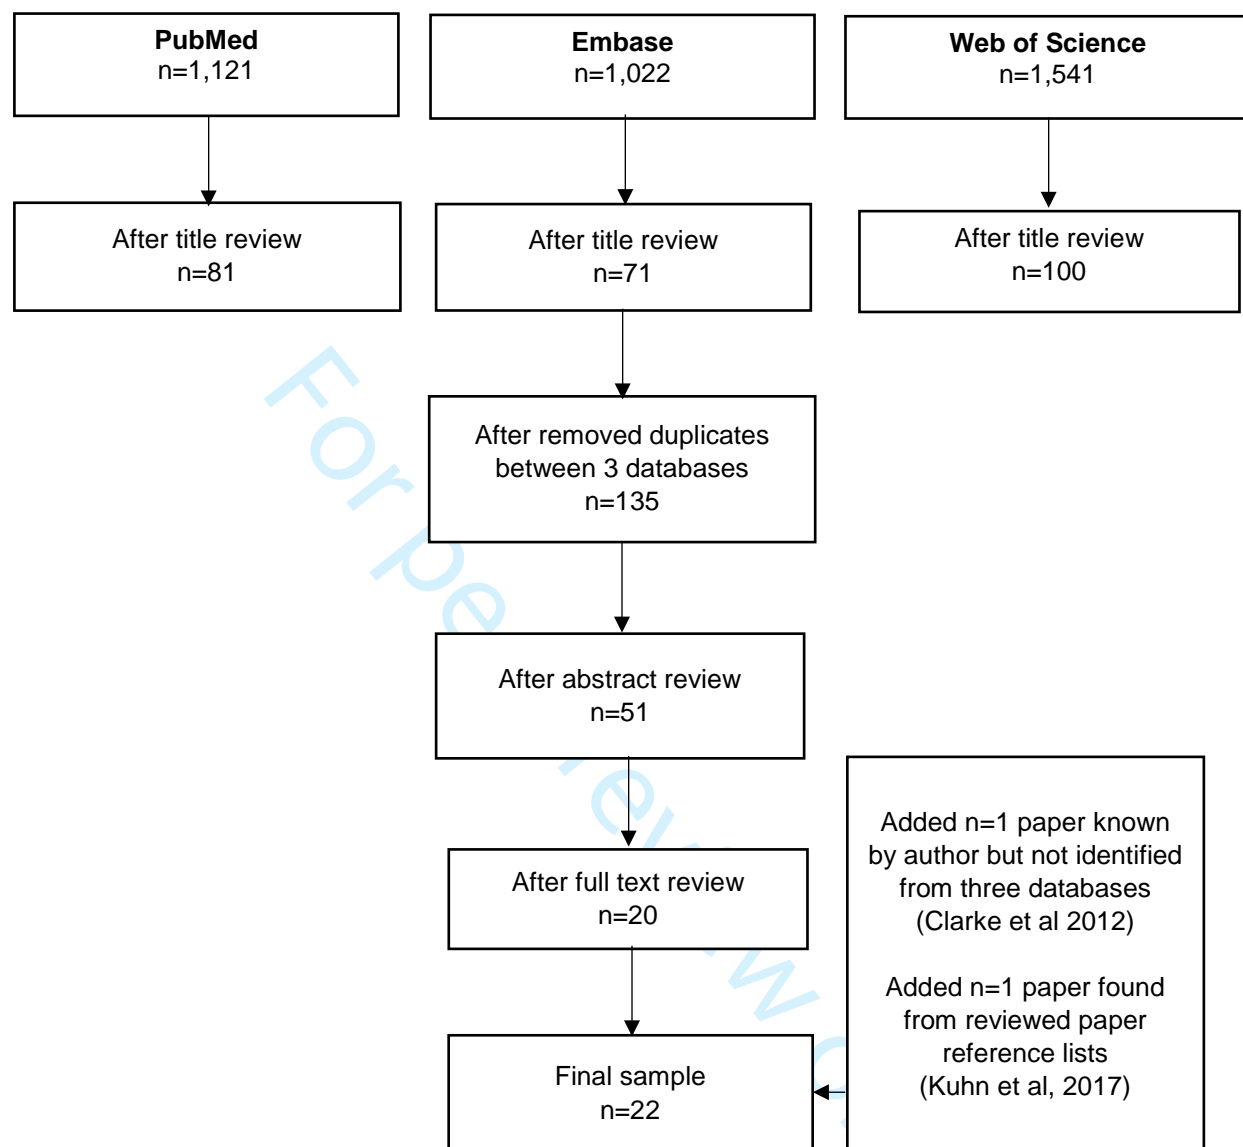 PubMed
n=1,121
Embase
n=1,022
Web of Science
n=1,541
After title review
n=81
After title review
n=71
After title review
n=100
After removed duplicates
between 3 databases
n=135
After abstract review
n=51
After full text review
n=20
Added n=1 paper known
by author but not identified
from three databases
(Clarke et al 2012)
Added n=1 paper found
from reviewed paper
reference lists
(Kuhn et al, 2017)
Final sample
n=22
For pe
review o